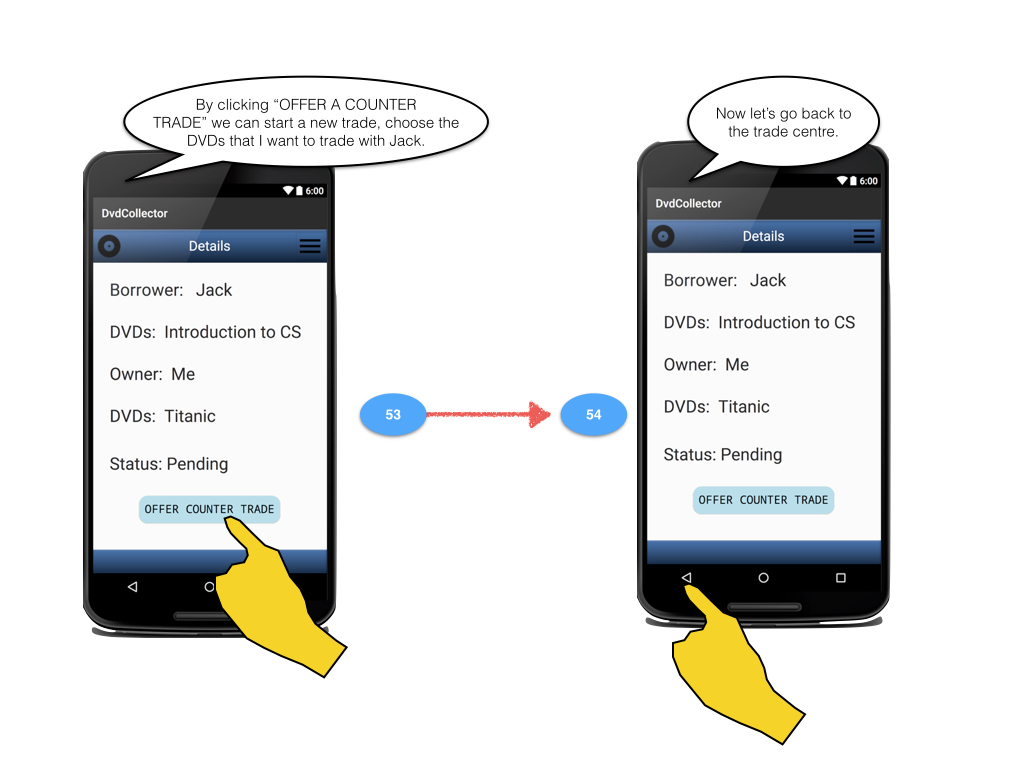 By clicking “OFFER A COUNTER
TRADE” we can start a new trade, choose the
DVDs that I want to trade with Jack.
6:00
DvdCollector
Details
Borrower: Jack
DVDs: Introduction to CS
Owner: Me
DVDs: Titanic
Status: Pending
OFFER COUNTER TRADE
53
54
Now let’s go back to
the trade centre.
6:00
DvdCollector
Details
Borrower: Jack
DVDs: Introduction to CS
Owner: Me
DVDs: Titanic
Status: Pending
OFFER COUNTER TRADE